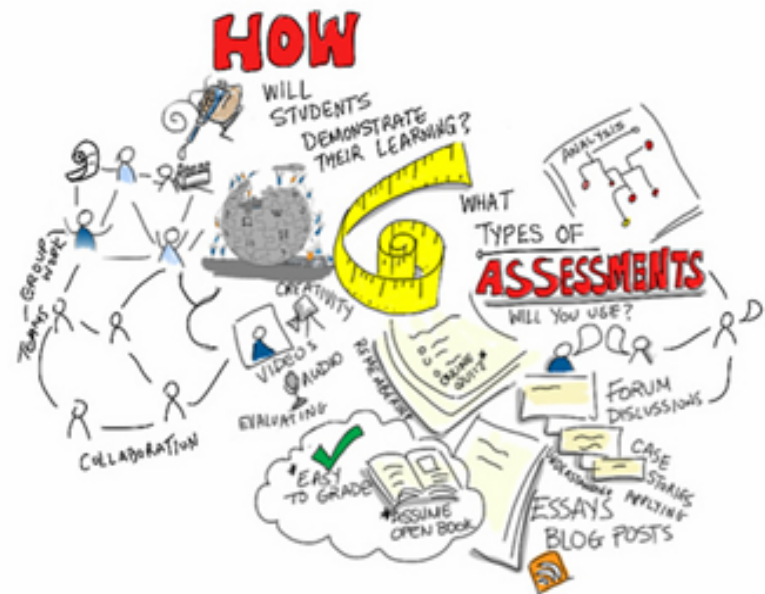 HOW
WILL
STUDENTS
DEMONSTRATE
THEIR LEARNING?
WHAT
TYPES OF
ASSESSMENTS
WILL YOU USE?
ANALYSIS
TEAMS - GROUP WORK
COLLABORATION
CREATIVITY
VIDEOS
AUDIO
EVALUATING
REMEMBERING
ONLINE
QUIZ*
*EASY
TO GRADE
*ASSUME
OPEN BOOK
FORUM
DISCUSSIONS
CASE
STORIES
UNDERSTANDING
APPLYING
ESSAYS
BLOG POSTS